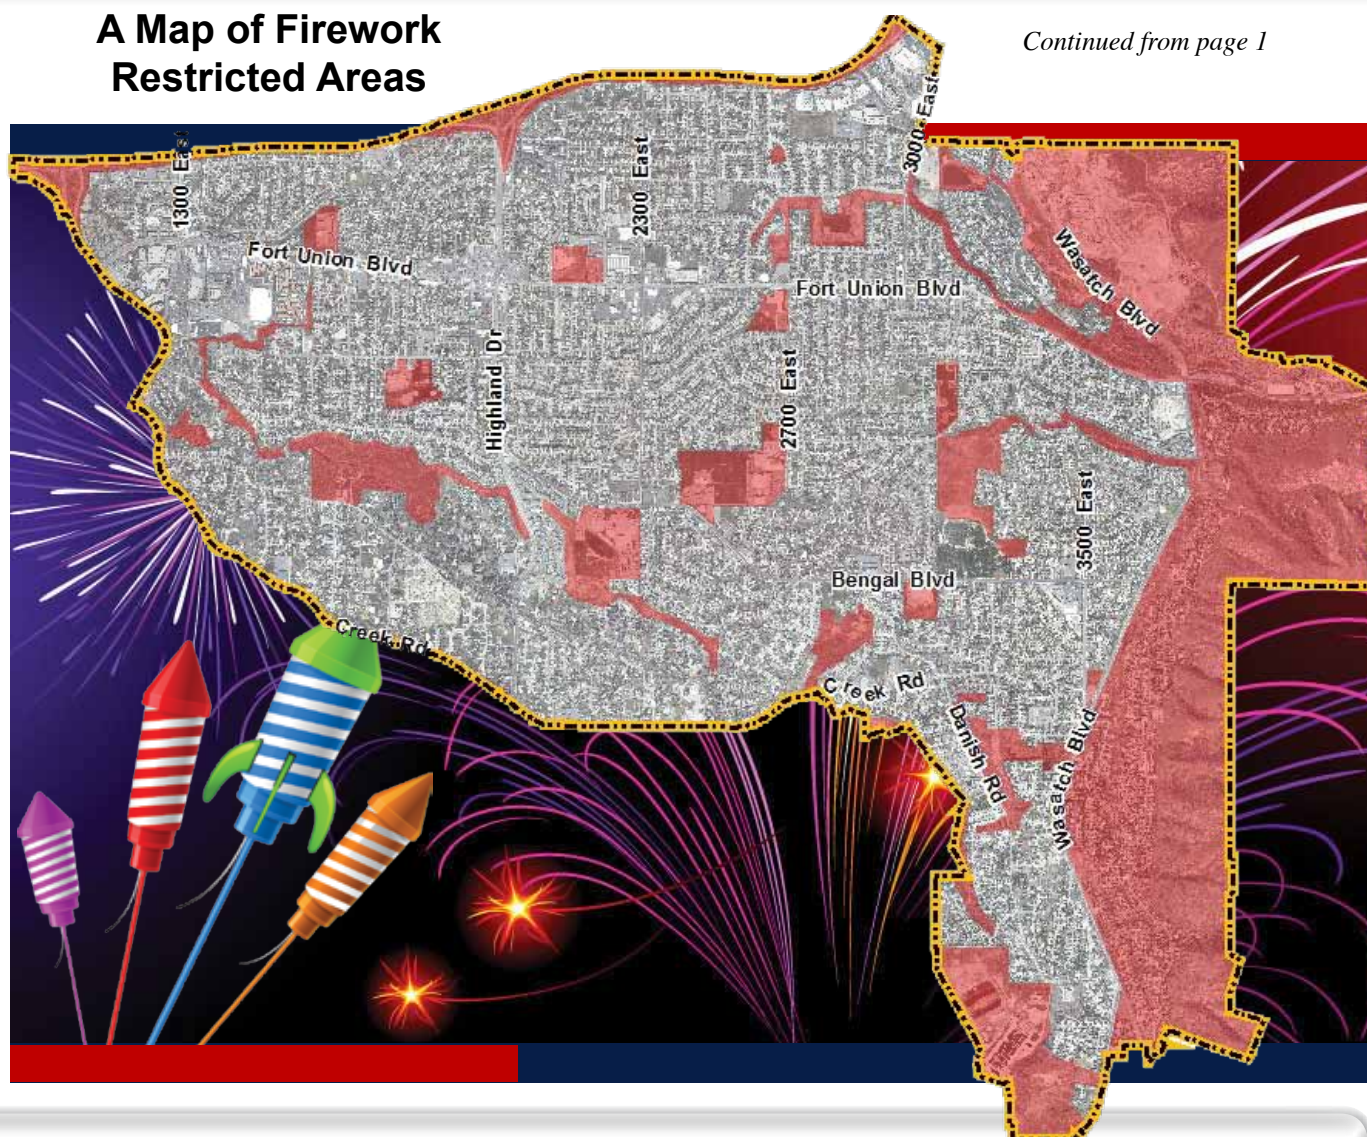 A Map of Firework
Restricted Areas
Continued from page 1
1300 East
2300 East
3000 East
Fort Union Blvd
Wasatch Blvd
Fort Union Blvd
Highland Dr
2700 East
3500 East
Bengal Blvd
Creek Rd
Creek Rd
Danish Rd
Wasatch Blvd